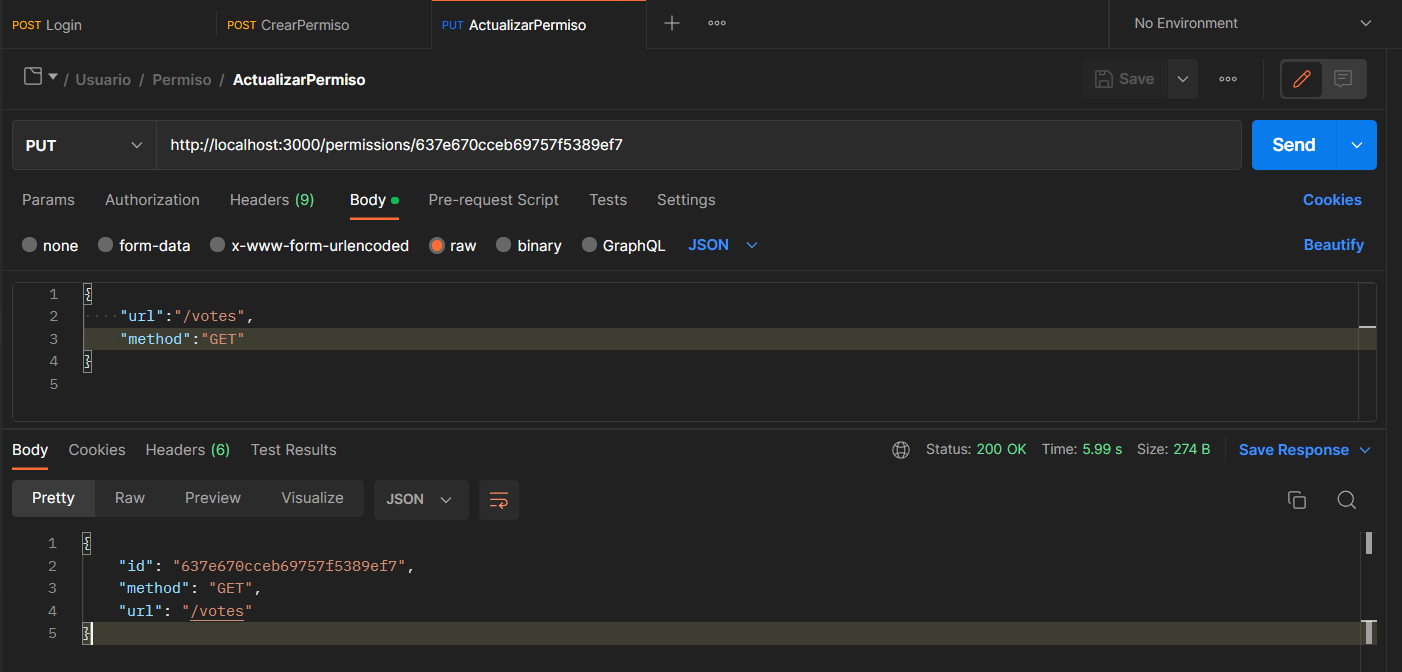 POST Login
POST CrearPermiso
PUT ActualizarPermiso
No Environment
/ Usuario / Permiso / ActualizarPermiso
Save
PUT
http://localhost:3000/permissions/637e670cceb69757f5389ef7
Send
Params Authorization Headers (9) Body Pre-request Script Tests Settings
Cookies
none form-data x-www-form-urlencoded raw binary GraphQL JSON
Beautify
1 {
2 "url":"/votes",
3 "method":"GET"
4 }
5
Body Cookies Headers (6) Test Results
Status: 200 OK Time: 5.99 s Size: 274 B
Save Response
Pretty Raw Preview Visualize JSON
1 {
2 "id": "637e670cceb69757f5389ef7",
3 "method": "GET",
4 "url": "/votes"
5 }